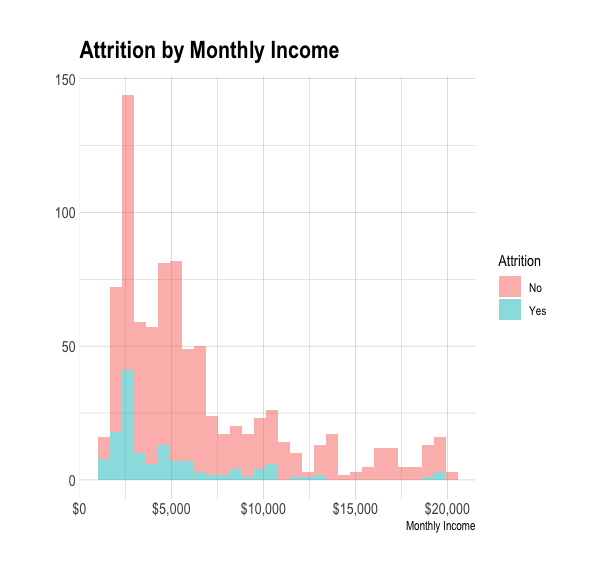 Attrition by Monthly Income
150
100
50
0
$0 $5,000 $10,000 $15,000 $20,000
Monthly Income
Attrition
No
Yes